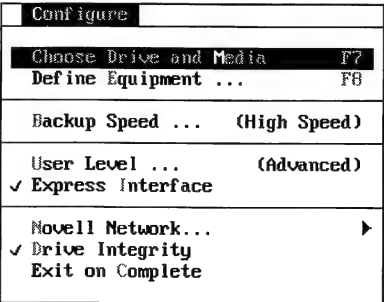 Configure
Choose Drive and Media F7
Define Equipment ... F8
Backup Speed ... (High Speed)
User Level ... (Advanced)
✓ Express Interface
Novell Network... ▶
✓ Drive Integrity
Exit on Complete